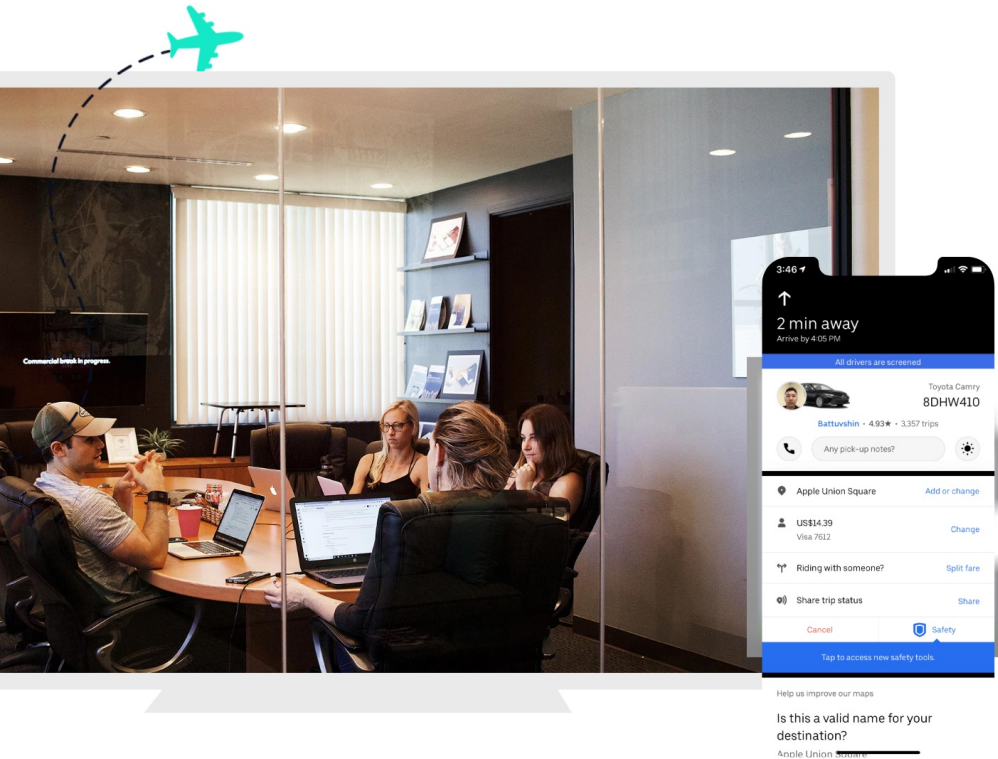 Commercial break in progress.
3:46
2 min away
Arrive by 4:05 PM
All drivers are screened
Toyota Camry
8DHW410
Battuvshin • 4.93★ • 3,357 trips
Any pick-up notes?
Apple Union Square Add or change
US$14.39
Visa 7612 Change
Riding with someone? Split fare
Share trip status Share
Cancel Safety
Tap to access new safety tools.
Help us improve our maps
Is this a valid name for your
destination?
Apple Union Square